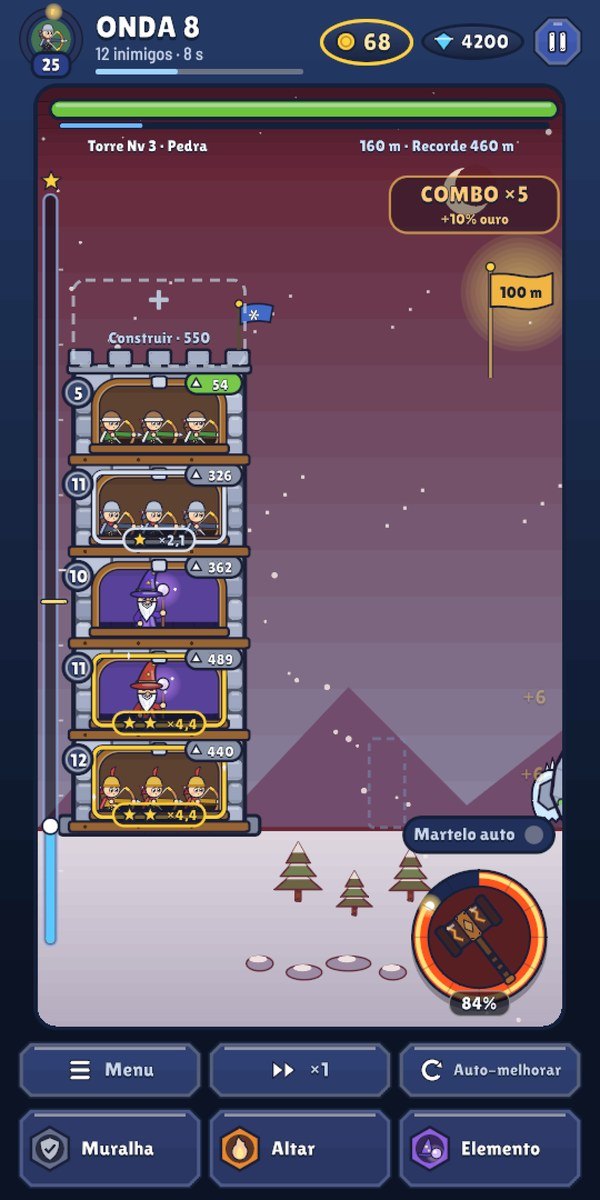 ONDA 8
12 inimigos · 8 s
25
68
4200
Torre Nv 3 · Pedra
160 m · Recorde 460 m
COMBO ×5
+10% ouro
100 m
+
Construir · 550
5
54
11
326
×2,1
10
362
11
489
×4,4
12
440
×4,4
+6
+6
Martelo auto
84%
Menu
×1
Auto-melhorar
Muralha
Altar
Elemento